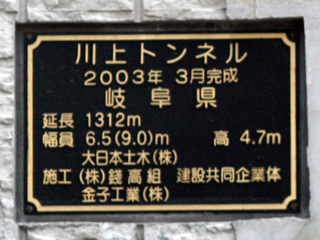 川上トンネル
2003年 3月完成
岐阜県
延長 1312m
幅員 6.5(9.0)m 高 4.7m
大日本土木(株)
施工 (株)錢高組 建設共同企業体
金子工業(株)